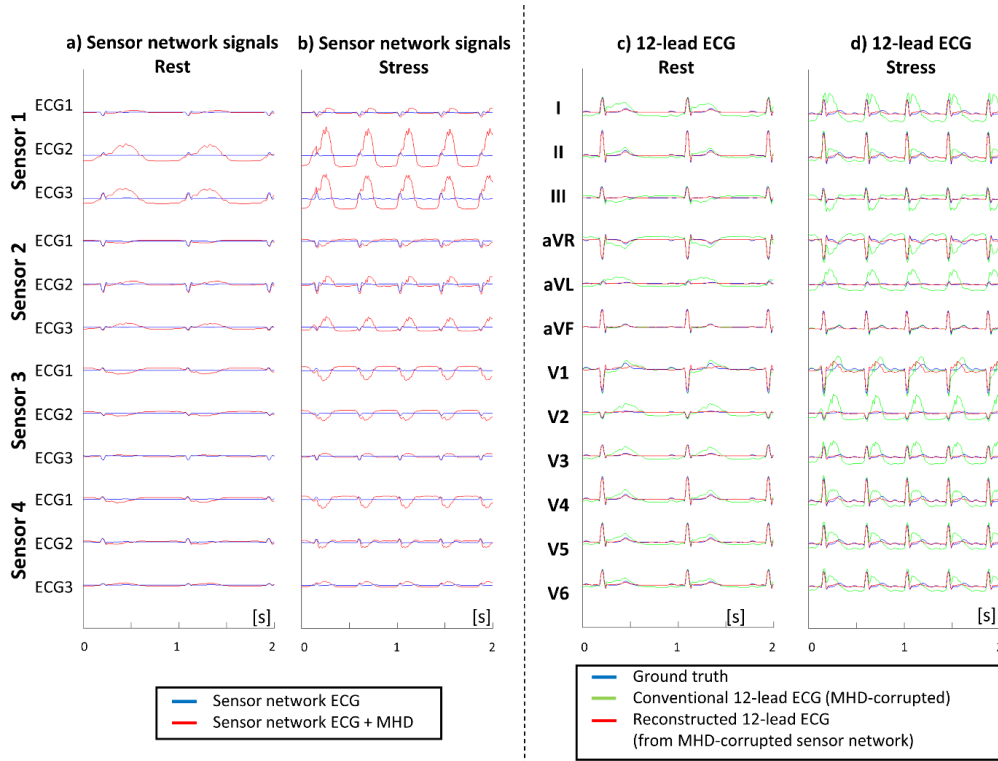 a) Sensor network signals
Rest
b) Sensor network signals
Stress
c) 12-lead ECG
Rest
d) 12-lead ECG
Stress
Sensor 1
ECG1
ECG2
ECG3
Sensor 2
ECG1
ECG2
ECG3
Sensor 3
ECG1
ECG2
ECG3
Sensor 4
ECG1
ECG2
ECG3
I
II
III
aVR
aVL
aVF
V1
V2
V3
V4
V5
V6
[s]
[s]
[s]
[s]
0 1 2
0 1 2
0 1 2
0 1 2
Sensor network ECG
Sensor network ECG + MHD
Ground truth
Conventional 12-lead ECG (MHD-corrupted)
Reconstructed 12-lead ECG
(from MHD-corrupted sensor network)